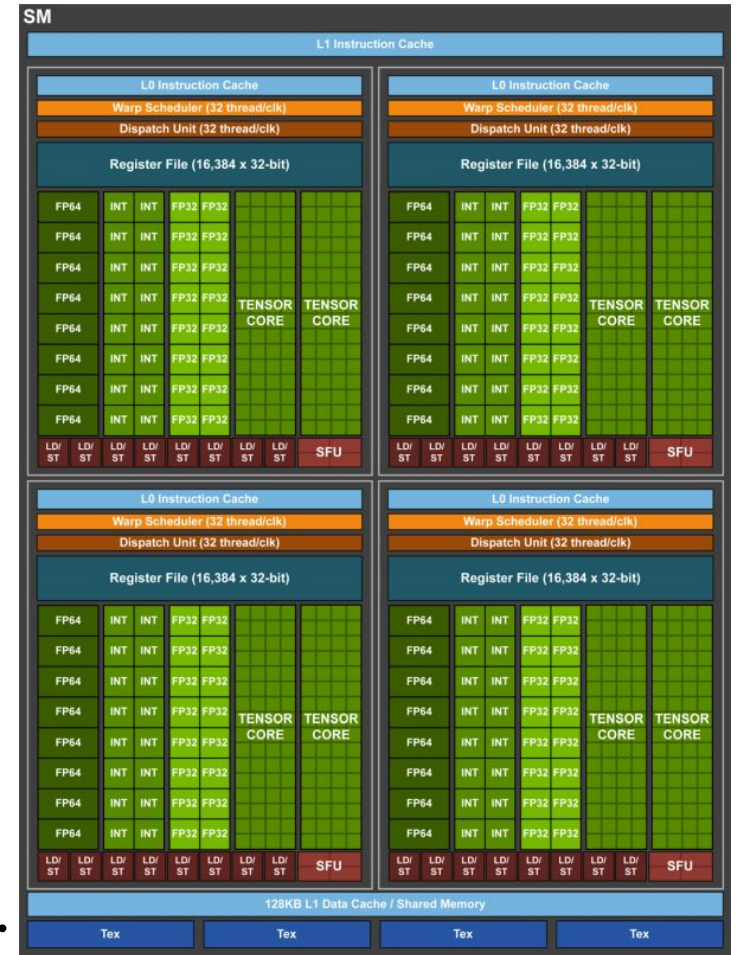 SM
L1 Instruction Cache
L0 Instruction Cache
Warp Scheduler (32 thread/clk)
Dispatch Unit (32 thread/clk)
Register File (16,384 x 32-bit)
FP64 INT INT FP32 FP32
FP64 INT INT FP32 FP32
FP64 INT INT FP32 FP32
FP64 INT INT FP32 FP32
FP64 INT INT FP32 FP32
FP64 INT INT FP32 FP32
FP64 INT INT FP32 FP32
FP64 INT INT FP32 FP32
TENSOR CORE
TENSOR CORE
LD/ LD/ LD/ LD/ LD/ LD/ LD/ LD/
ST ST ST ST ST ST ST ST
SFU
L0 Instruction Cache
Warp Scheduler (32 thread/clk)
Dispatch Unit (32 thread/clk)
Register File (16,384 x 32-bit)
FP64 INT INT FP32 FP32
FP64 INT INT FP32 FP32
FP64 INT INT FP32 FP32
FP64 INT INT FP32 FP32
FP64 INT INT FP32 FP32
FP64 INT INT FP32 FP32
FP64 INT INT FP32 FP32
FP64 INT INT FP32 FP32
TENSOR CORE
TENSOR CORE
LD/ LD/ LD/ LD/ LD/ LD/ LD/ LD/
ST ST ST ST ST ST ST ST
SFU
L0 Instruction Cache
Warp Scheduler (32 thread/clk)
Dispatch Unit (32 thread/clk)
Register File (16,384 x 32-bit)
FP64 INT INT FP32 FP32
FP64 INT INT FP32 FP32
FP64 INT INT FP32 FP32
FP64 INT INT FP32 FP32
FP64 INT INT FP32 FP32
FP64 INT INT FP32 FP32
FP64 INT INT FP32 FP32
FP64 INT INT FP32 FP32
TENSOR CORE
TENSOR CORE
LD/ LD/ LD/ LD/ LD/ LD/ LD/ LD/
ST ST ST ST ST ST ST ST
SFU
L0 Instruction Cache
Warp Scheduler (32 thread/clk)
Dispatch Unit (32 thread/clk)
Register File (16,384 x 32-bit)
FP64 INT INT FP32 FP32
FP64 INT INT FP32 FP32
FP64 INT INT FP32 FP32
FP64 INT INT FP32 FP32
FP64 INT INT FP32 FP32
FP64 INT INT FP32 FP32
FP64 INT INT FP32 FP32
FP64 INT INT FP32 FP32
TENSOR CORE
TENSOR CORE
LD/ LD/ LD/ LD/ LD/ LD/ LD/ LD/
ST ST ST ST ST ST ST ST
SFU
128KB L1 Data Cache / Shared Memory
Tex Tex Tex Tex